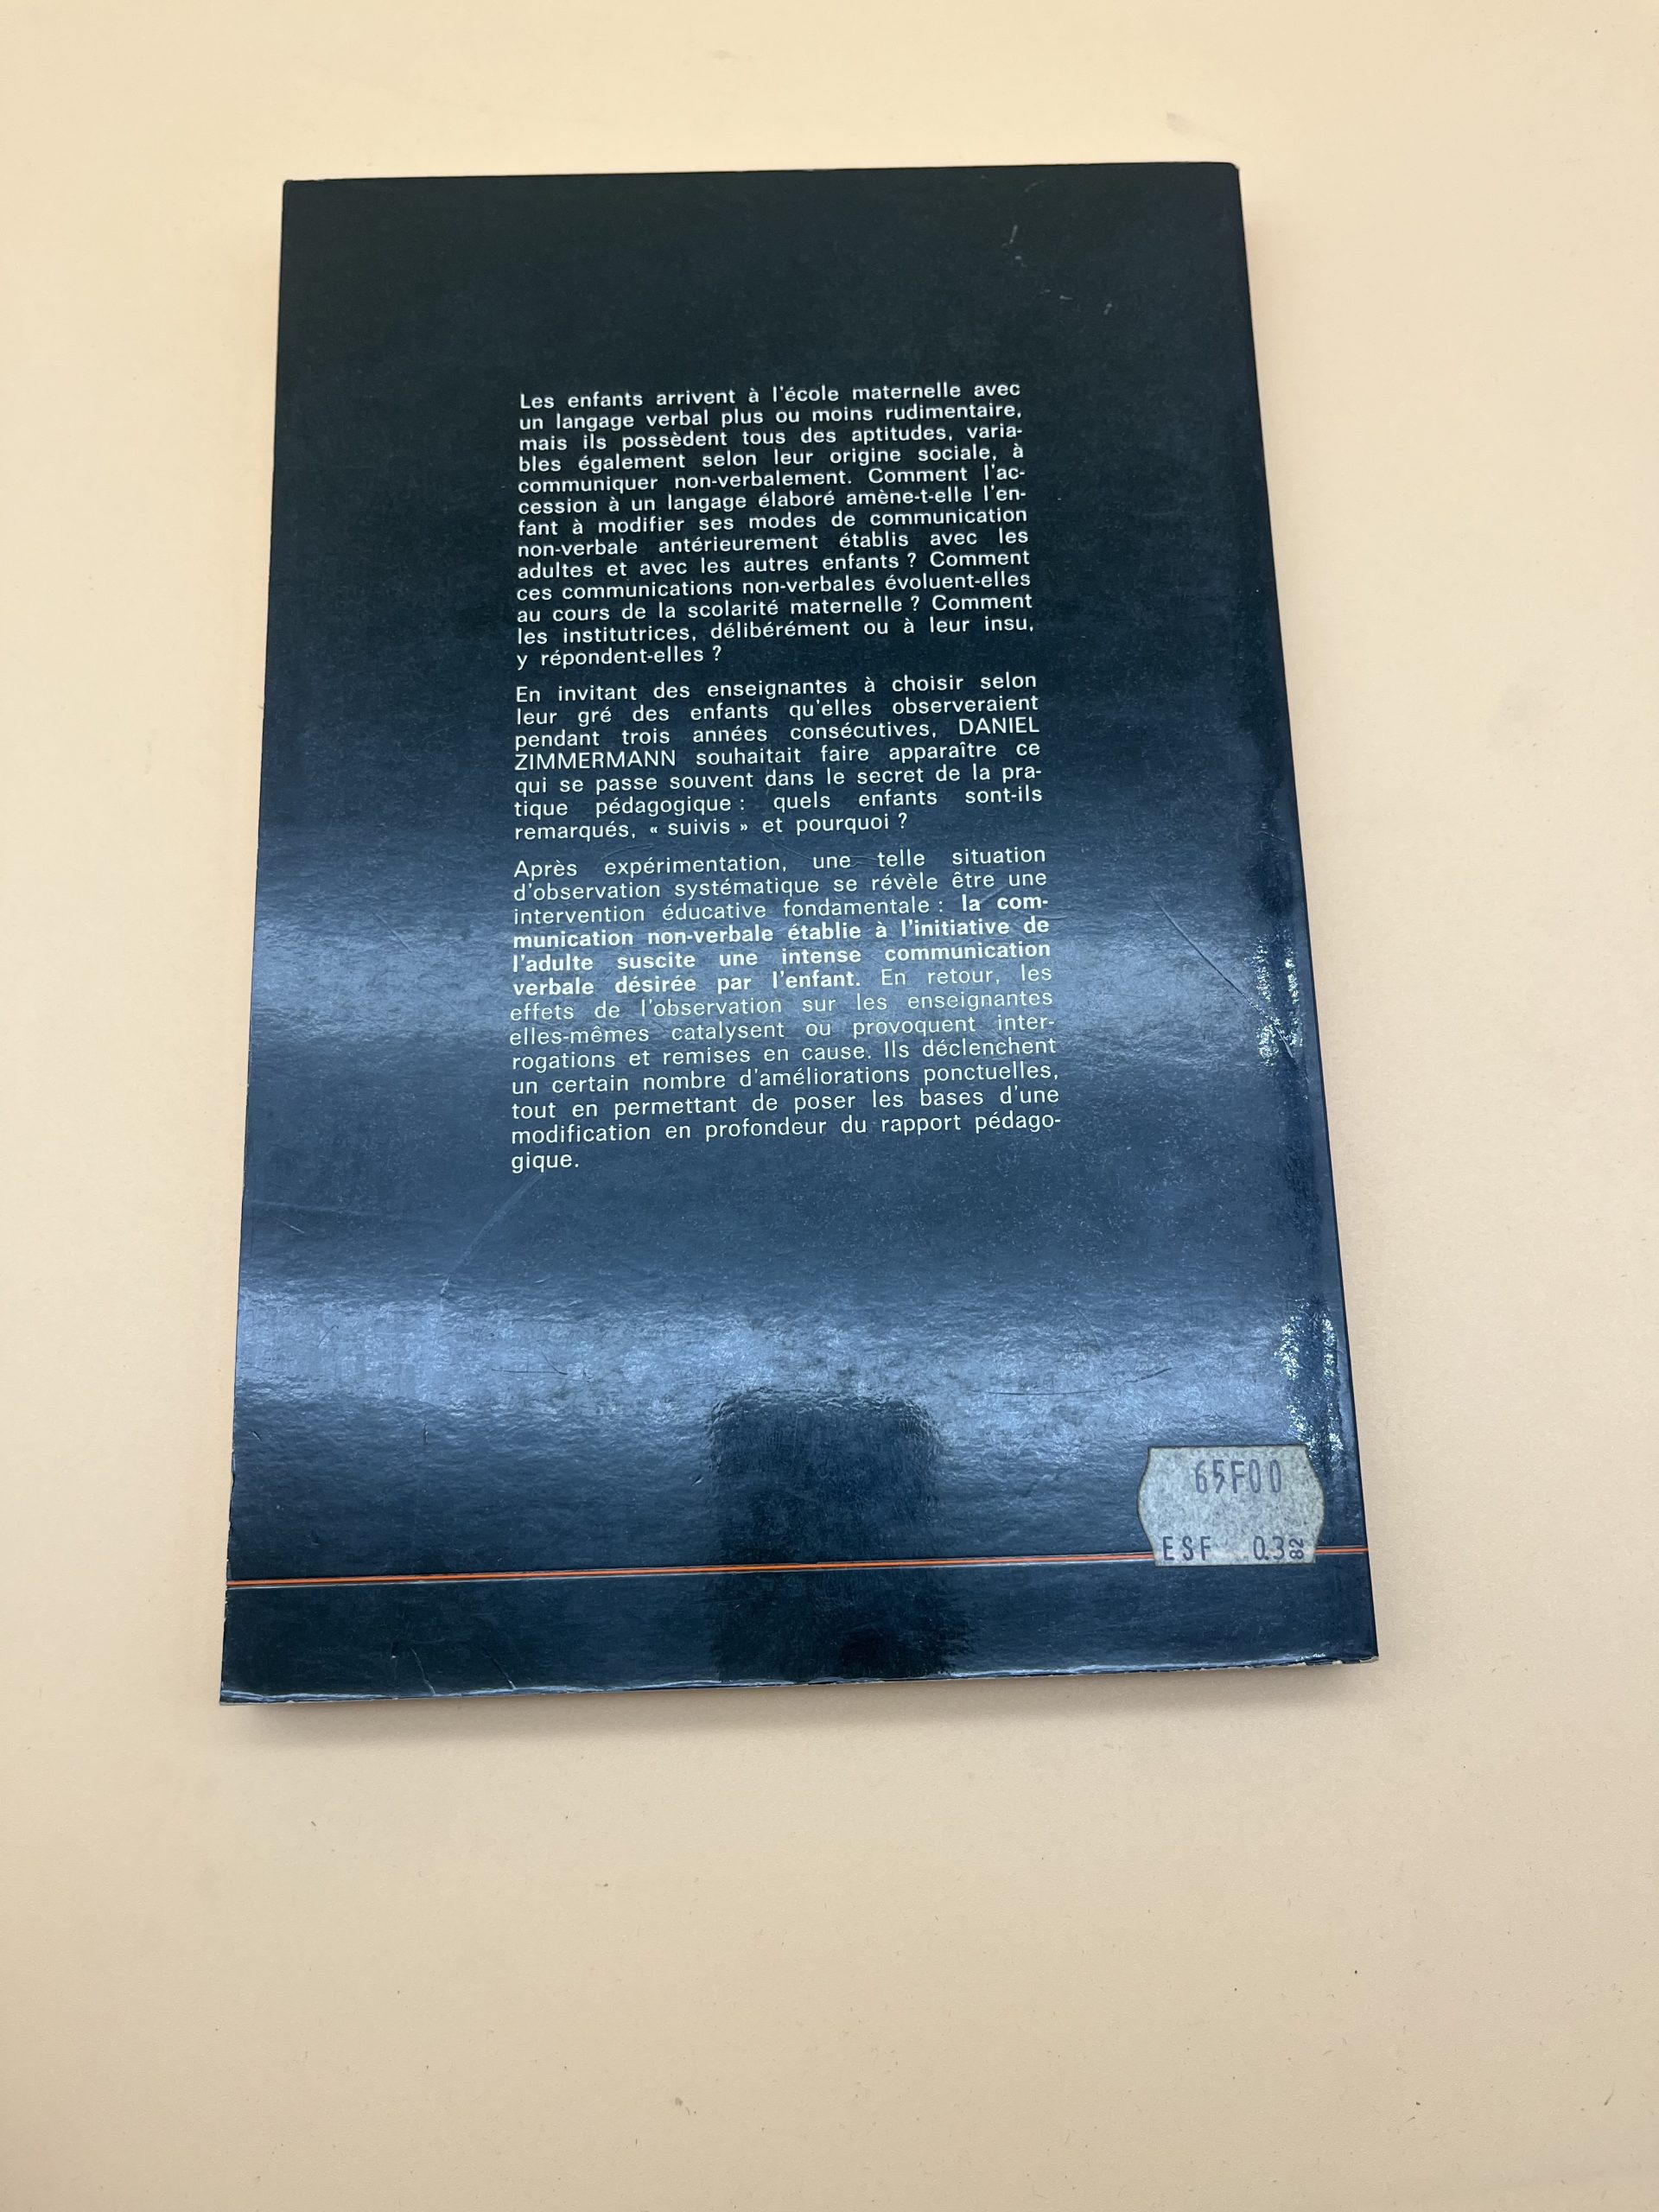 Les enfants arrivent à l'école maternelle avec
un langage verbal plus ou moins rudimentaire,
mais ils possèdent tous des aptitudes, varia-
bles également selon leur origine sociale, à
communiquer non-verbalement. Comment l'ac-
cession à un langage élaboré amène-t-elle l'en-
fant à modifier ses modes de communication
non-verbale antérieurement établis avec les
adultes et avec les autres enfants ? Comment
ces communications non-verbales évoluent-elles
au cours de la scolarité maternelle ? Comment
les institutrices, délibérément ou à leur insu,
y répondent-elles ?
En invitant des enseignantes à choisir selon
leur gré des enfants qu'elles observeraient
pendant trois années consécutives, DANIEL
ZIMMERMANN souhaitait faire apparaître ce
qui se passe souvent dans le secret de la pra-
tique pédagogique : quels enfants sont-ils
remarqués, « suivis » et pourquoi ?
Après expérimentation, une telle situation
d'observation systématique se révèle être une
intervention éducative fondamentale : la com-
munication non-verbale établie à l'initiative de
l'adulte suscite une intense communication
verbale désirée par l'enfant. En retour, les
effets de l'observation sur les enseignantes
elles-mêmes catalysent ou provoquent inter-
rogations et remises en cause. Ils déclenchent
un certain nombre d'améliorations ponctuelles,
tout en permettant de poser les bases d'une
modification en profondeur du rapport pédago-
gique.
65F00
ESF 0.3 82